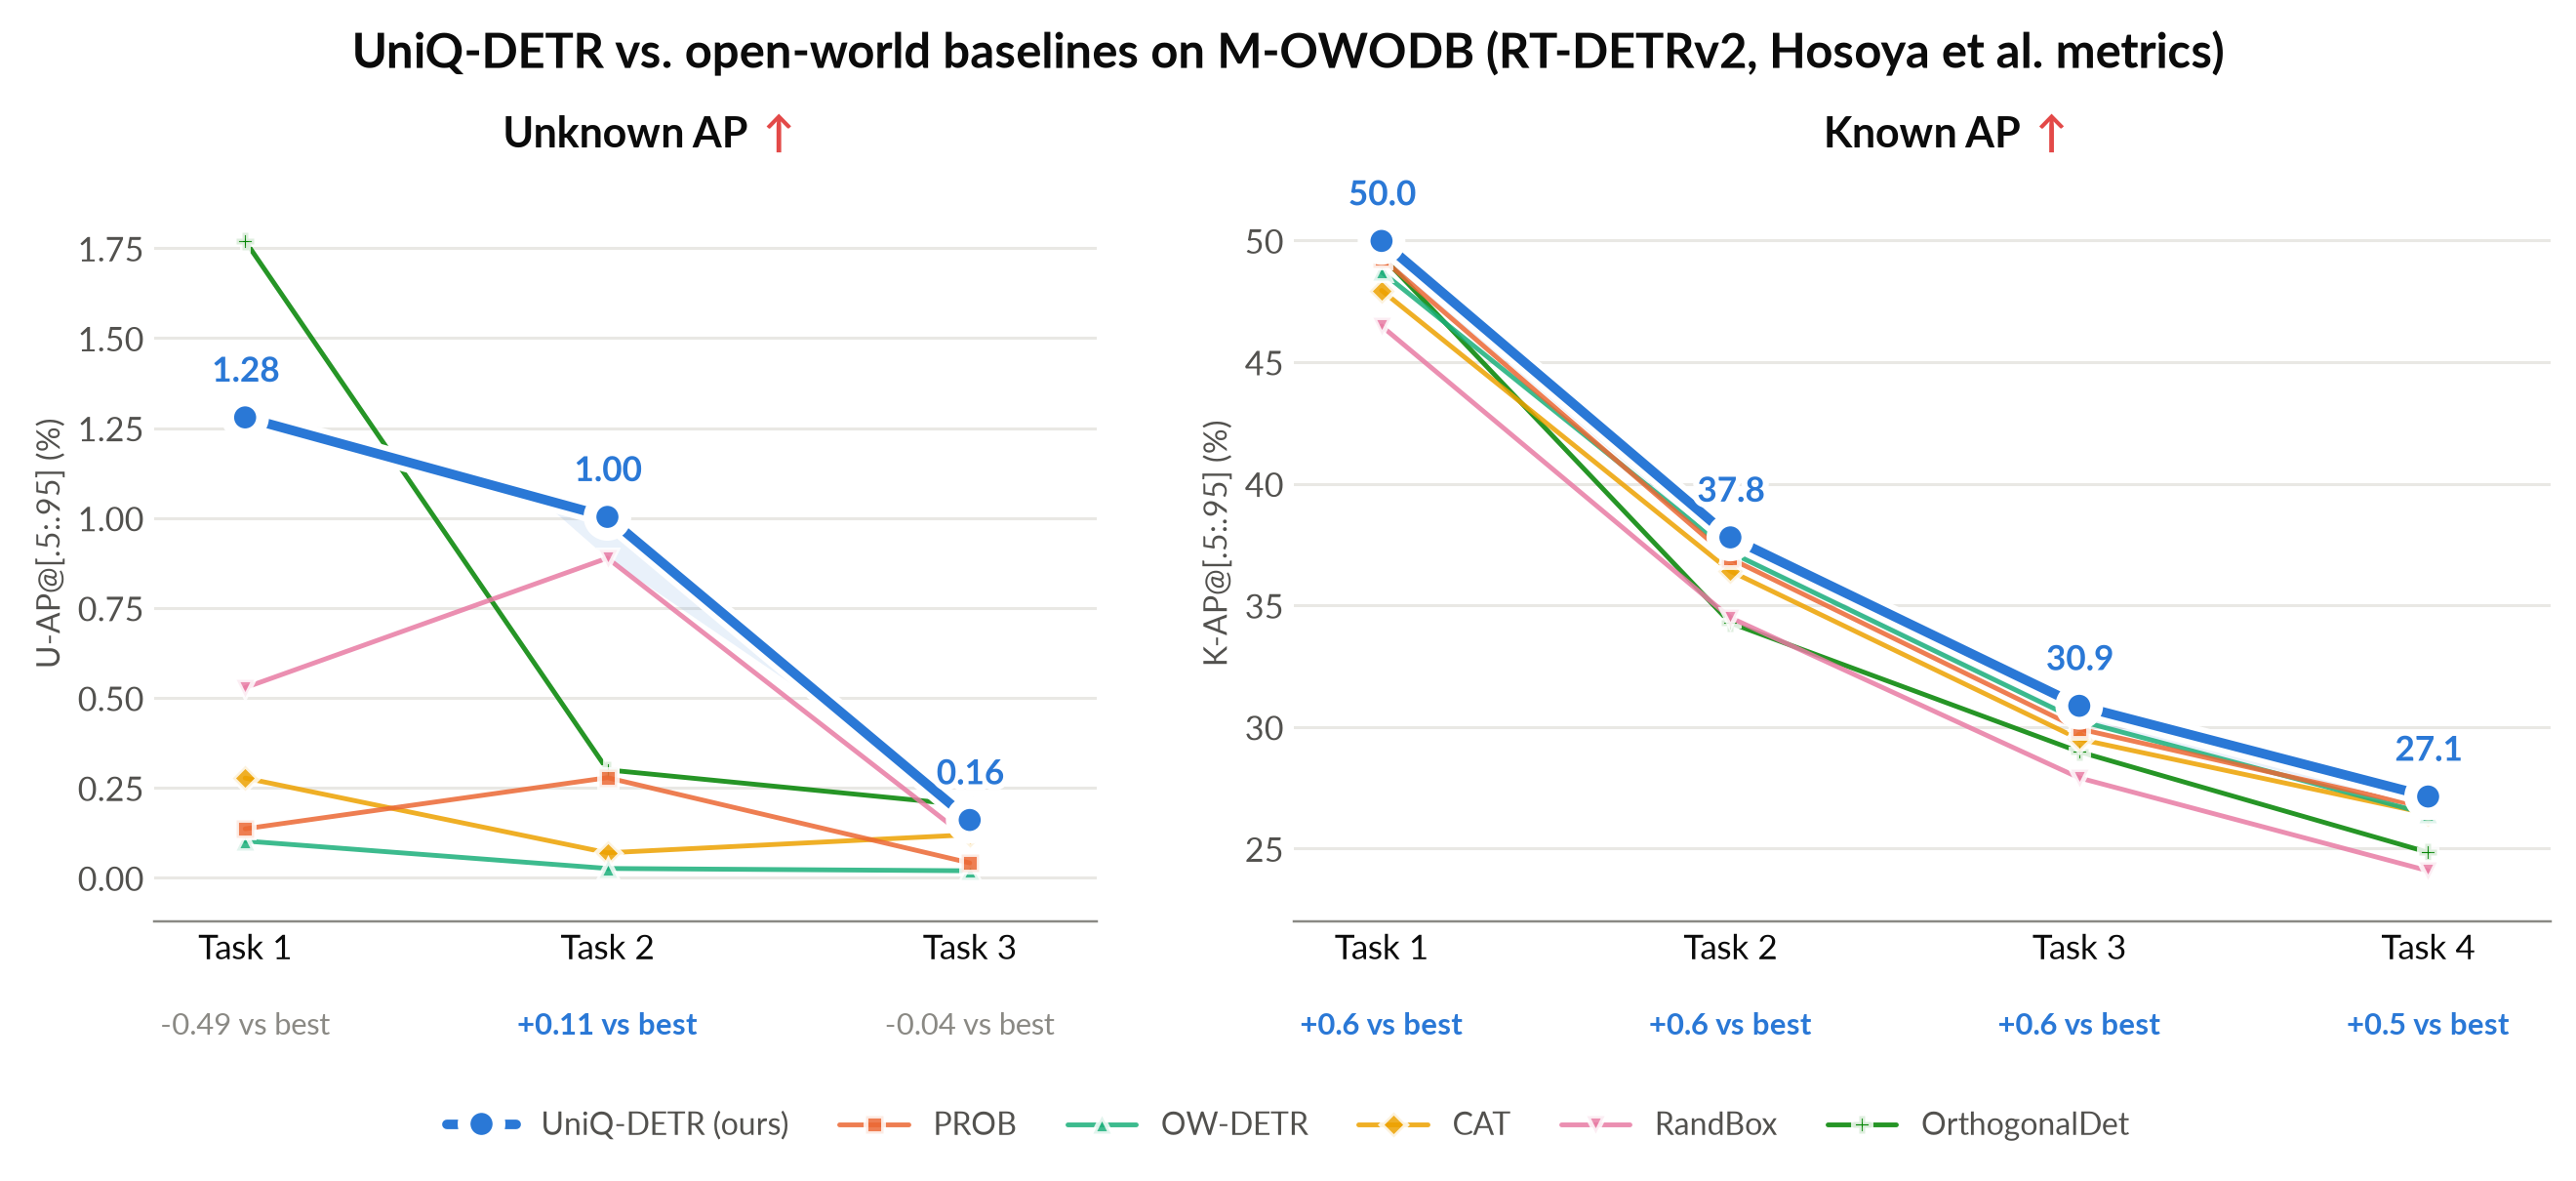 UniQ-DETR vs. open-world baselines on M-OWODB (RT-DETRv2, Hosoya et al. metrics)
Unknown AP ↑
U-AP@[.5:.95] (%)
1.75
1.50
1.25
1.00
0.75
0.50
0.25
0.00
1.28
1.00
0.16
Task 1 Task 2 Task 3
-0.49 vs best +0.11 vs best -0.04 vs best
Known AP ↑
K-AP@[.5:.95] (%)
50
45
40
35
30
25
50.0
37.8
30.9
27.1
Task 1 Task 2 Task 3 Task 4
+0.6 vs best +0.6 vs best +0.6 vs best +0.5 vs best
UniQ-DETR (ours) PROB OW-DETR CAT RandBox OrthogonalDet